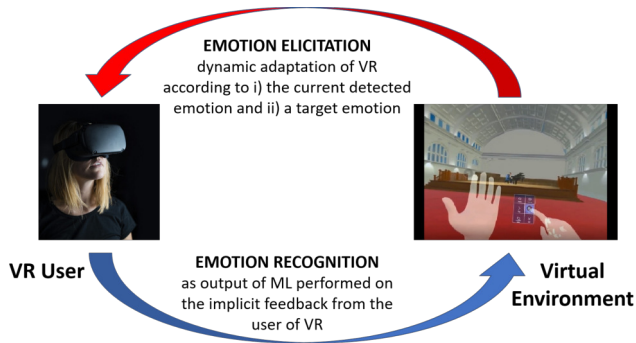 EMOTION ELICITATION
dynamic adaptation of VR
according to i) the current detected
emotion and ii) a target emotion
VR User
EMOTION RECOGNITION
as output of ML performed
on the implicit feedback from the
user of VR
Virtual
Environment